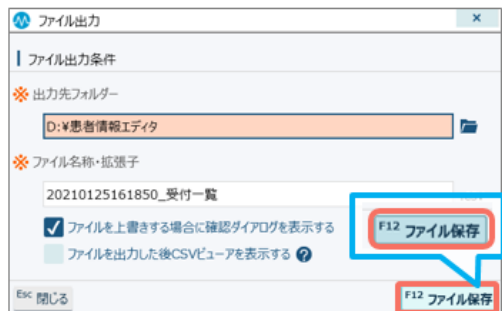 ファイル出力
ファイル出力条件
※ 出力先フォルダー
D:¥患者情報エディタ
※ ファイル名称・拡張子
20210125161850_受付一覧
ファイルを上書きする場合に確認ダイアログを表示する
F12 ファイル保存
ファイルを出力した後CSVビューアを表示する ?
Esc 閉じる
F12 ファイル保存